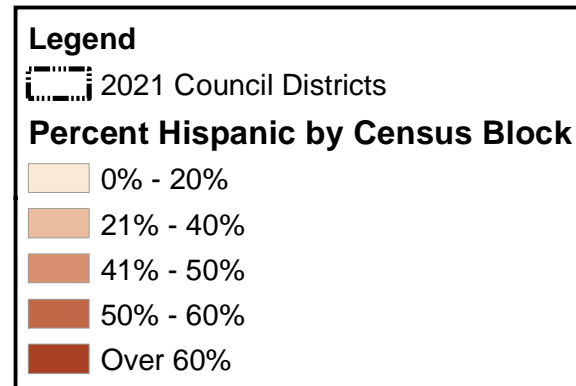 Legend
2021 Council Districts
Percent Hispanic by Census Block
0% - 20%
21% - 40%
41% - 50%
50% - 60%
Over 60%